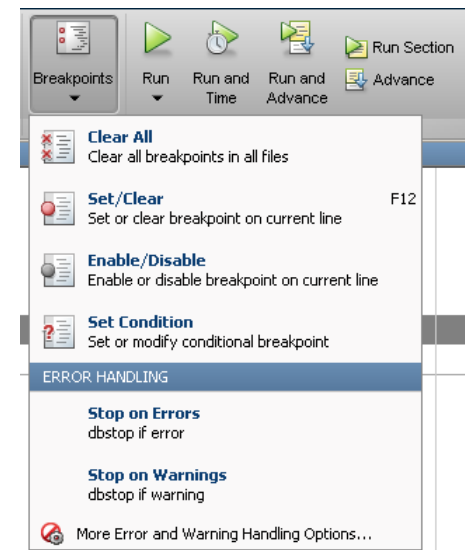 Breakpoints
Run
Run and
Time
Run and
Advance
Run Section
Advance
Clear All
Clear all breakpoints in all files
Set/Clear F12
Set or clear breakpoint on current line
Enable/Disable
Enable or disable breakpoint on current line
Set Condition
Set or modify conditional breakpoint
ERROR HANDLING
Stop on Errors
dbstop if error
Stop on Warnings
dbstop if warning
More Error and Warning Handling Options...